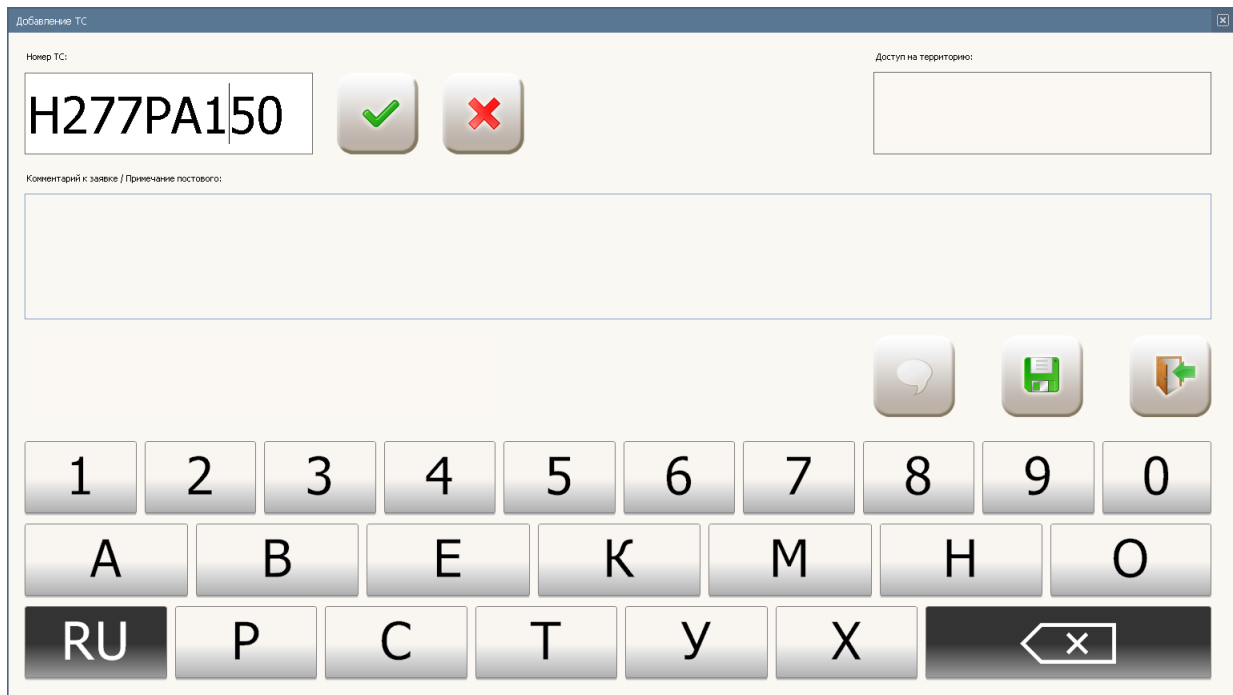 Добавление ТС
Номер ТС:
Доступ на территорию:
Н277РА150
Комментарий к заявке / Примечание постового:
1 2 3 4 5 6 7 8 9 0
А В Е К М Н О
RU Р С Т У Х